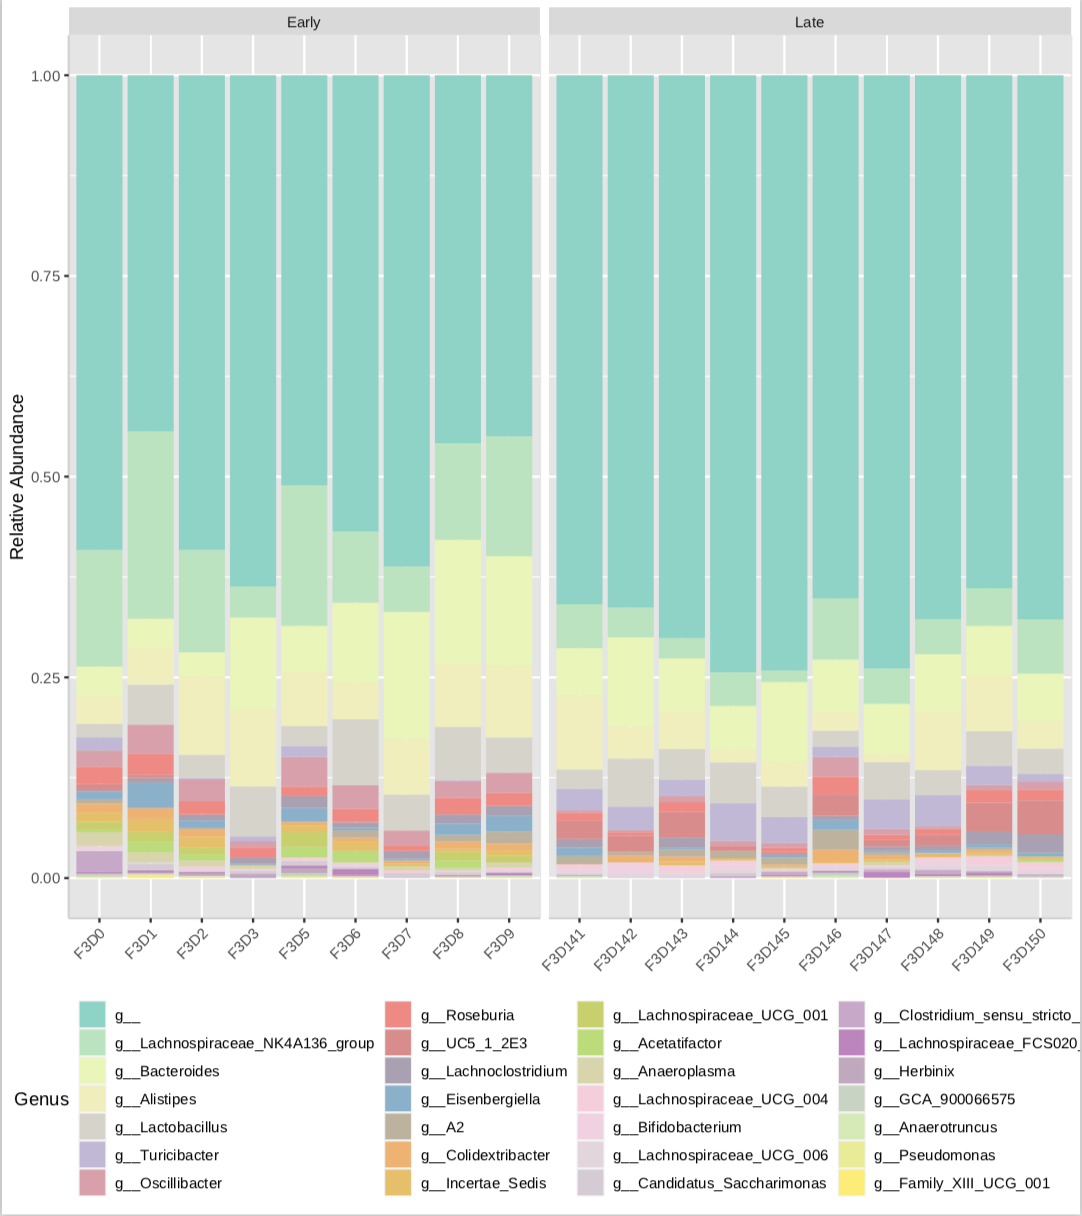 Early Late
1.00
0.75
0.50
0.25
0.00
Relative Abundance
F3D0 F3D1 F3D2 F3D3 F3D5 F3D6 F3D7 F3D8 F3D9 F3D141 F3D142 F3D143 F3D144 F3D145 F3D146 F3D147 F3D148 F3D149 F3D150
Genus
g__
g__Lachnospiraceae_NK4A136_group
g__Bacteroides
g__Alistipes
g__Lactobacillus
g__Turicibacter
g__Oscillibacter
g__Roseburia
g__UC5_1_2E3
g__Lachnoclostridium
g__Eisenbergiella
g__A2
g__Colidextribacter
g__Incertae_Sedis
g__Lachnospiraceae_UCG_001
g__Acetatifactor
g__Anaeroplasma
g__Lachnospiraceae_UCG_004
g__Bifidobacterium
g__Lachnospiraceae_UCG_006
g__Candidatus_Saccharimonas
g__Clostridium_sensu_stricto_
g__Lachnospiraceae_FCS020_
g__Herbinix
g__GCA_900066575
g__Anaerotruncus
g__Pseudomonas
g__Family_XIII_UCG_001